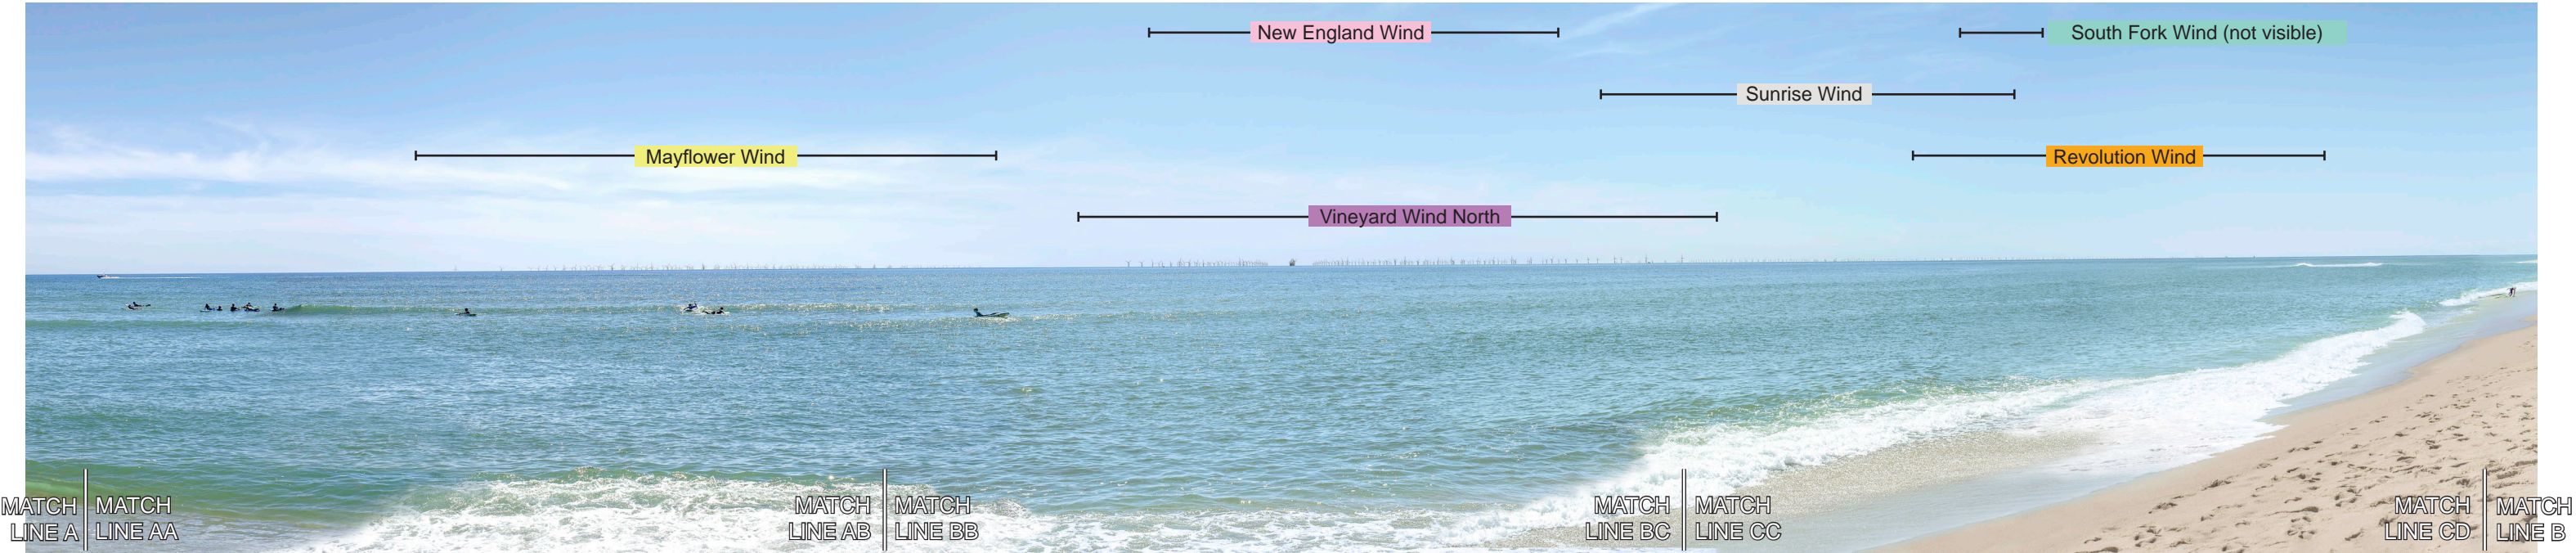 New England Wind
South Fork Wind (not visible)
Sunrise Wind
Mayflower Wind
Revolution Wind
Vineyard Wind North
MATCH
LINE A
MATCH
LINE AA
MATCH
LINE AB
MATCH
LINE BB
MATCH
LINE BC
MATCH
LINE CC
MATCH
LINE CD
MATCH
LINE B